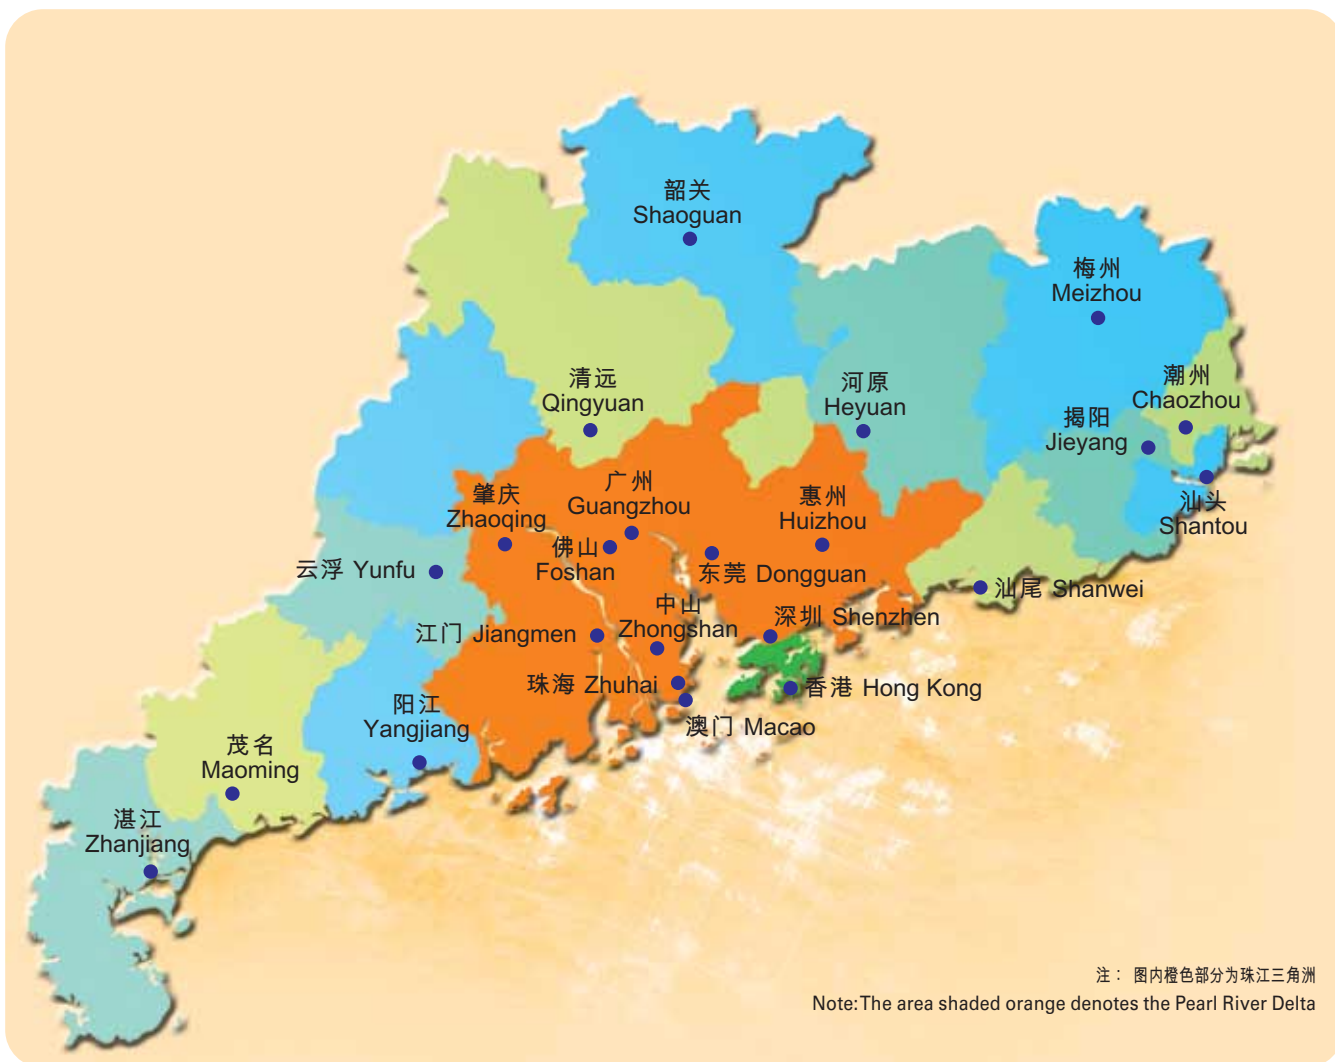 韶关
Shaoguan
梅州
Meizhou
清远
Qingyuan
河原
Heyuan
潮州
Chaozhou
揭阳
Jieyang
汕头
Shantou
广州
Guangzhou
肇庆
Zhaoqing
惠州
Huizhou
佛山
Foshan
东莞 Dongguan
云浮 Yunfu
汕尾 Shanwei
中山
Zhongshan
深圳 Shenzhen
江门 Jiangmen
珠海 Zhuhai
香港 Hong Kong
澳门 Macao
阳江
Yangjiang
茂名
Maoming
湛江
Zhanjiang
注： 图内橙色部分为珠江三角洲
Note:The area shaded orange denotes the Pearl River Delta